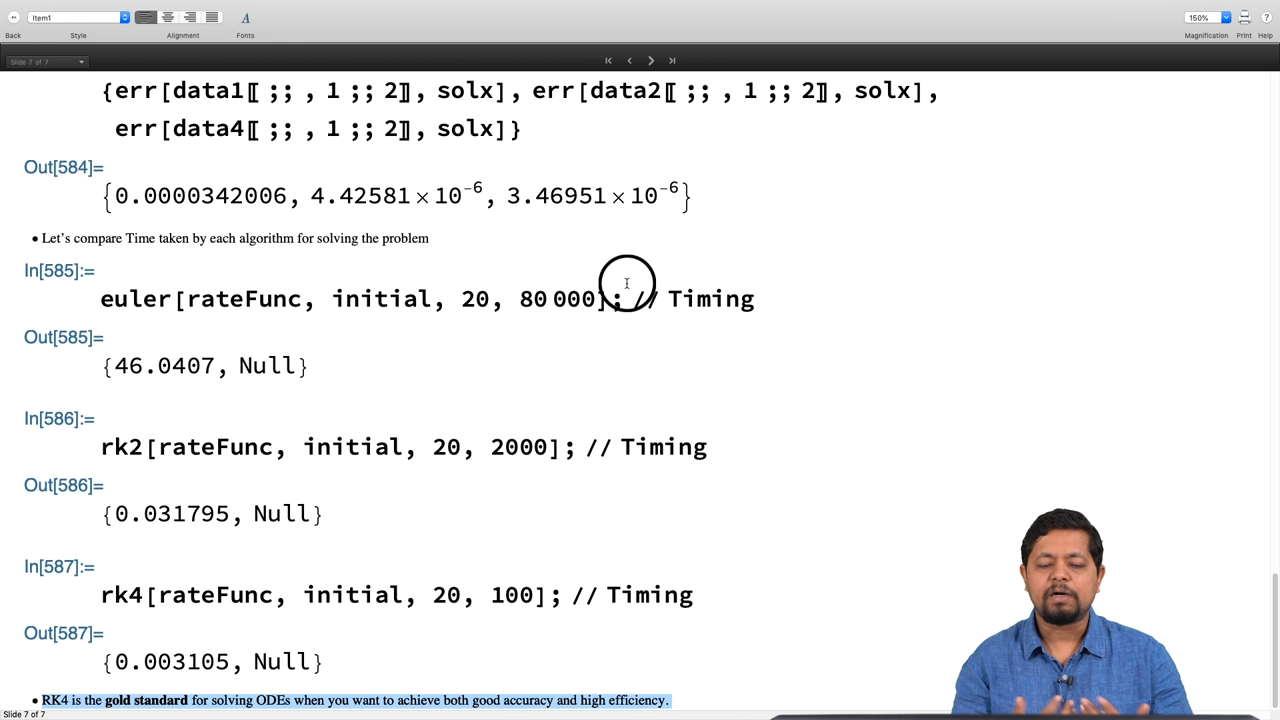 Item1
150%
Back
Style
Alignment
Fonts
Magnification
Print
Help
Slide 7 of 7
{err[data1〚 ;; , 1 ;; 2〛, solx], err[data2〚 ;; , 1 ;; 2〛, solx],
err[data4〚 ;; , 1 ;; 2〛, solx]}
Out[584]=
{0.0000342006, 4.42581×10⁻⁶, 3.46951×10⁻⁶}
• Let's compare Time taken by each algorithm for solving the problem
In[585]:=
euler[rateFunc, initial, 20, 80 000]; // Timing
Out[585]=
{46.0407, Null}
In[586]:=
rk2[rateFunc, initial, 20, 2000]; // Timing
Out[586]=
{0.031795, Null}
In[587]:=
rk4[rateFunc, initial, 20, 100]; // Timing
Out[587]=
{0.003105, Null}
• RK4 is the gold standard for solving ODEs when you want to achieve both good accuracy and high efficiency.
Slide 7 of 7